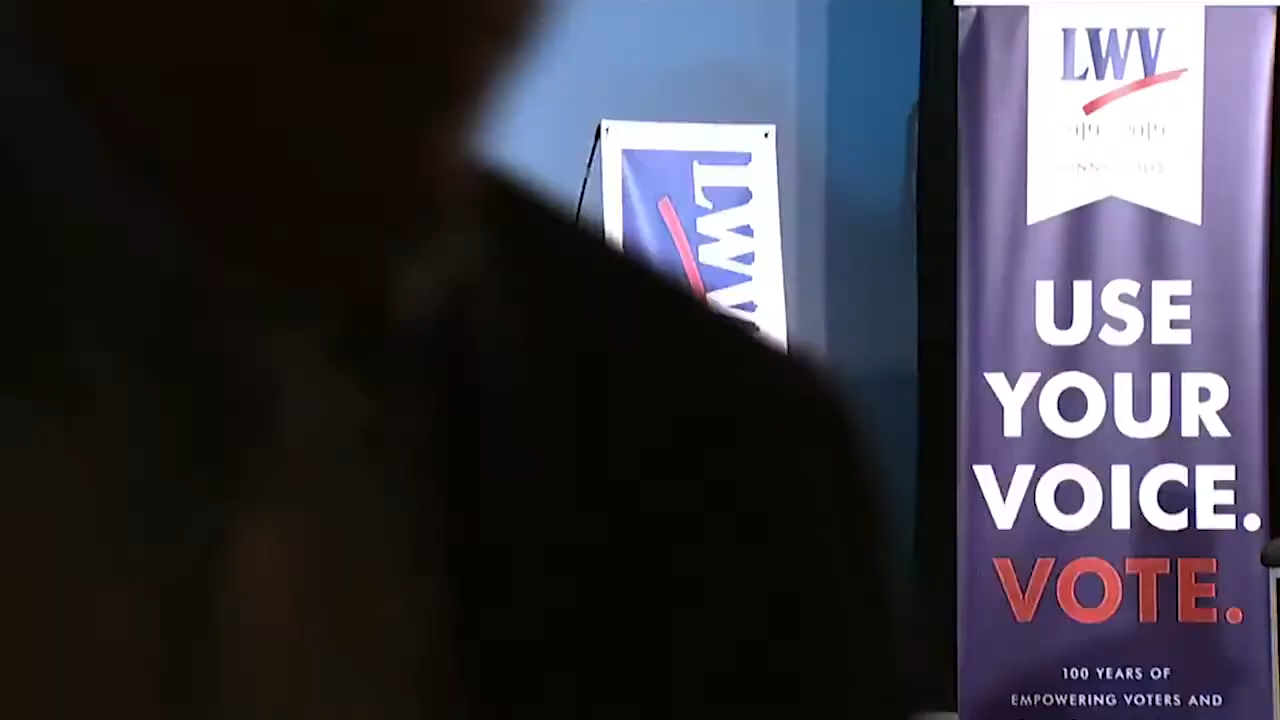 LWV
LWV
USE
YOUR
VOICE.
VOTE.
100 YEARS OF
EMPOWERING VOTERS AND